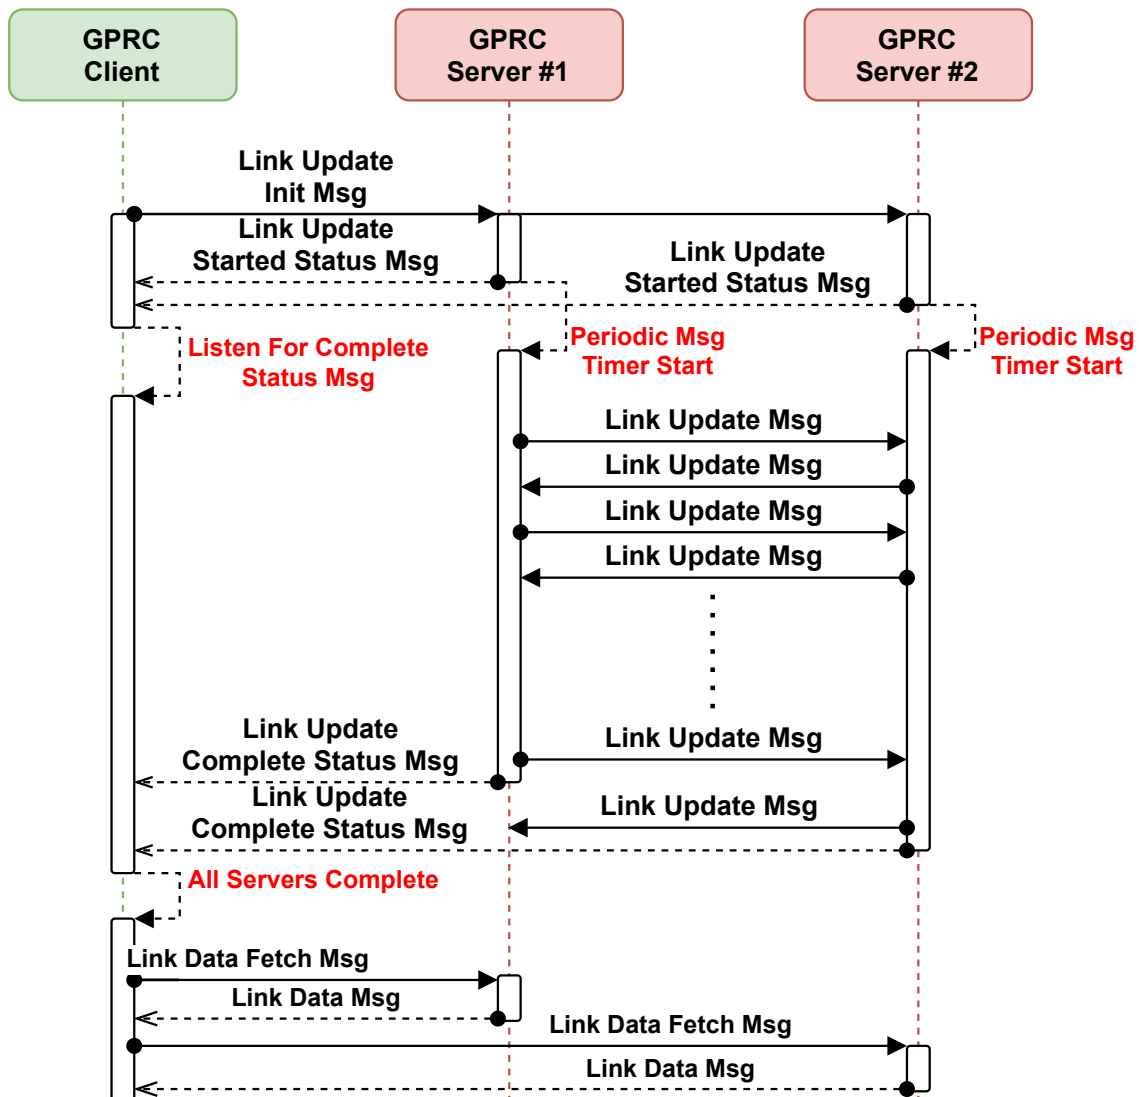 GPRC
Client
GPRC
Server #1
GPRC
Server #2
Link Update
Init Msg
Link Update
Started Status Msg
Link Update
Started Status Msg
Listen For Complete
Status Msg
Periodic Msg
Timer Start
Periodic Msg
Timer Start
Link Update Msg
Link Update Msg
Link Update Msg
Link Update Msg
Link Update
Complete Status Msg
Link Update Msg
Link Update
Complete Status Msg
Link Update Msg
All Servers Complete
Link Data Fetch Msg
Link Data Msg
Link Data Fetch Msg
Link Data Msg